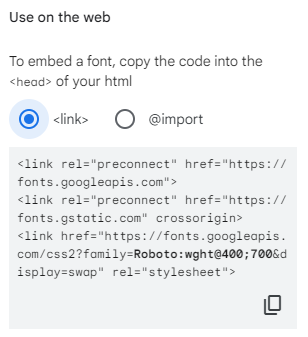 Use on the web
To embed a font, copy the code into the
<head> of your html
<link>
@import
<link rel="preconnect" href="https://
fonts.googleapis.com">
<link rel="preconnect" href="https://
fonts.gstatic.com" crossorigin>
<link href="https://fonts.googleapis.
com/css2?family=Roboto:wght@400;700&d
isplay=swap" rel="stylesheet">